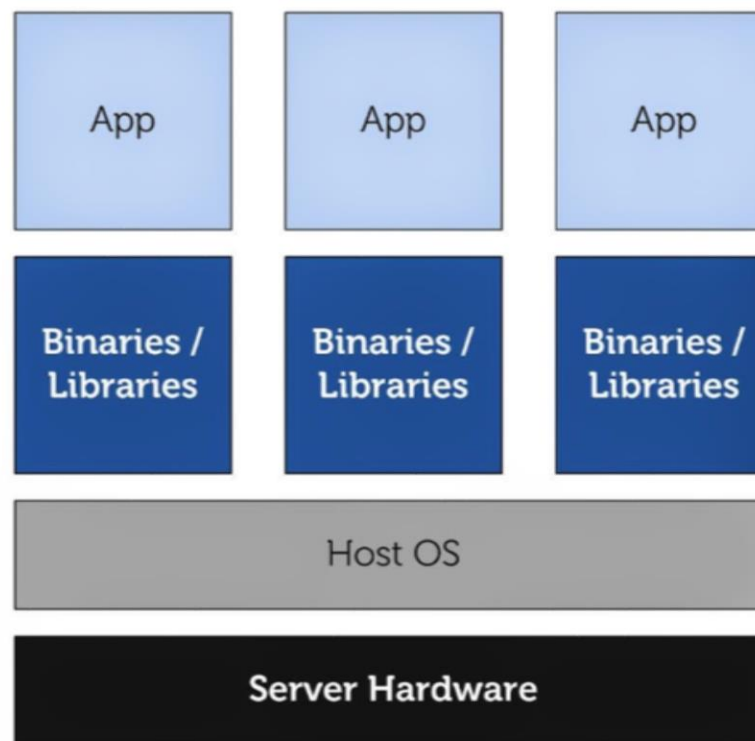 App
App
App
Binaries /
Libraries
Binaries /
Libraries
Binaries /
Libraries
Host OS
Server Hardware